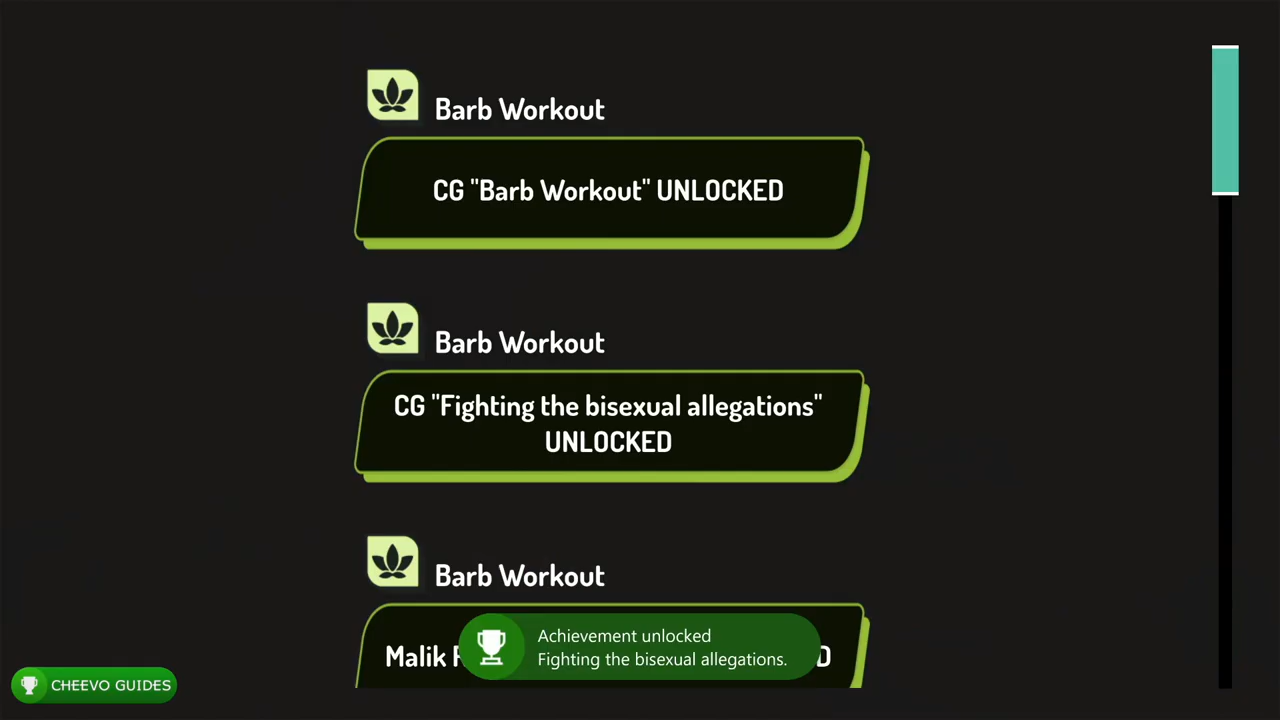 Barb Workout
CG "Barb Workout" UNLOCKED
Barb Workout
CG "Fighting the bisexual allegations"
UNLOCKED
Barb Workout
Malik
Achievement unlocked
Fighting the bisexual allegations.
CHEEVO GUIDES